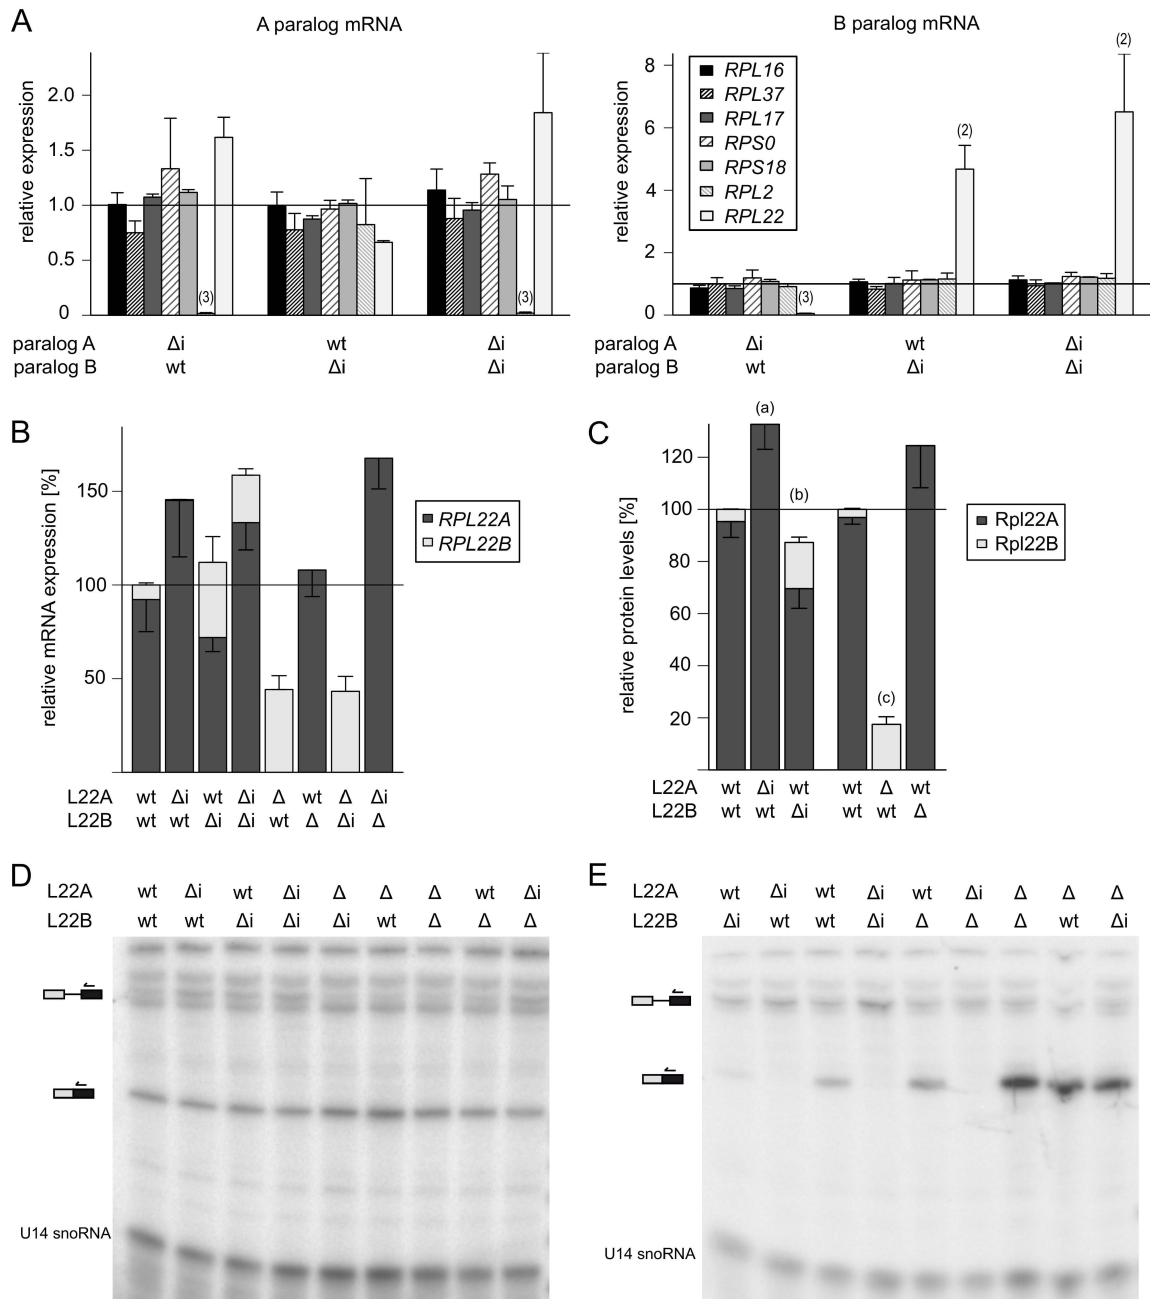 A
A paralog mRNA
relative expression
2.0
1.5
1.0
0.5
0
(3)
(3)
paralog A Δi wt Δi
paralog B wt Δi Δi
B paralog mRNA
relative expression
8
6
4
2
0
RPL16
RPL37
RPL17
RPS0
RPS18
RPL2
RPL22
(3)
(2)
(2)
paralog A Δi wt Δi
paralog B wt Δi Δi
B
relative mRNA expression [%]
150
100
50
RPL22A
RPL22B
L22A wt Δi wt Δi Δ wt Δ Δi
L22B wt wt Δi Δi wt Δ Δi Δ
C
relative protein levels [%]
120
100
80
60
40
20
(a)
(b)
(c)
Rpl22A
Rpl22B
L22A wt Δi wt wt Δ wt
L22B wt wt Δi wt wt Δ
D
L22A wt Δi wt Δi Δ Δ Δ wt Δi
L22B wt wt Δi Δi Δi wt Δ Δ Δ
U14 snoRNA
E
L22A wt Δi wt Δi wt Δi Δ Δ Δ
L22B Δi wt wt Δi Δ Δ Δ wt Δi
U14 snoRNA